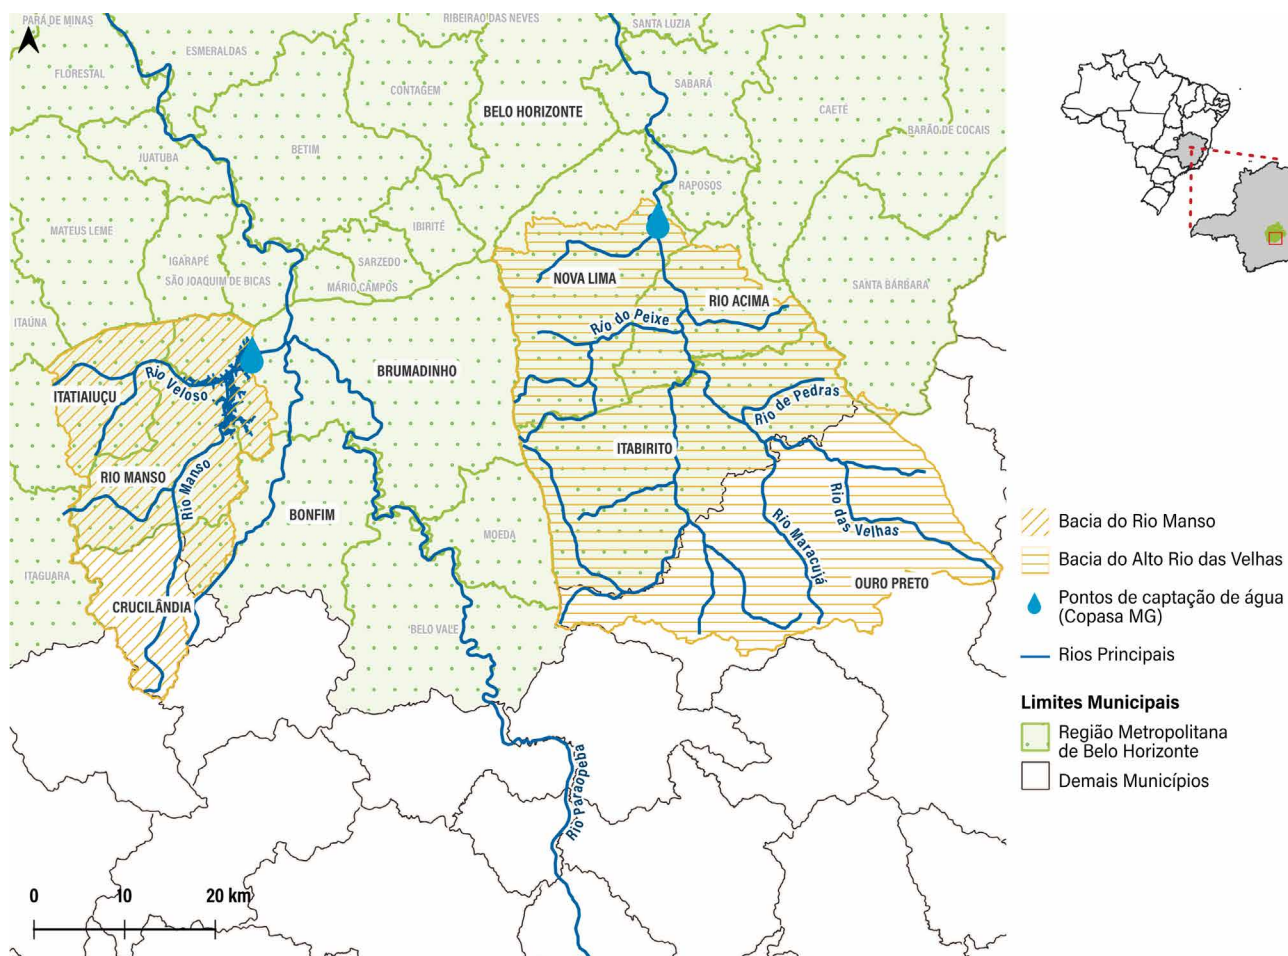 PARÁ DE MINAS
RIBEIRÃO DAS NEVES
SANTA LUZIA
ESMERALDAS
FLORESTAL
CONTAGEM
SABARÁ
BELO HORIZONTE
CAETÉ
BARÃO DE COCAIS
JUATUBA
BETIM
RAPOSOS
MATEUS LEME
IBIRITÉ
IGARAPÉ
SARZEDO
SÃO JOAQUIM DE BICAS
MÁRIO CAMPOS
NOVA LIMA
SANTA BÁRBARA
RIO ACIMA
ITAÚNA
Rio do Peixe
BRUMADINHO
Rio Veloso
ITATIAIUÇU
Rio de Pedras
ITABIRITO
RIO MANSO
Rio Manso
BONFIM
MOEDA
Rio das Velhas
Rio Maracujá
ITAGUARA
OURO PRETO
CRUCILÂNDIA
BELO VALE
Rio Paraopeba
0 10 20 km
Bacia do Rio Manso
Bacia do Alto Rio das Velhas
Pontos de captação de água
(Copasa MG)
Rios Principais
Limites Municipais
Região Metropolitana
de Belo Horizonte
Demais Municípios